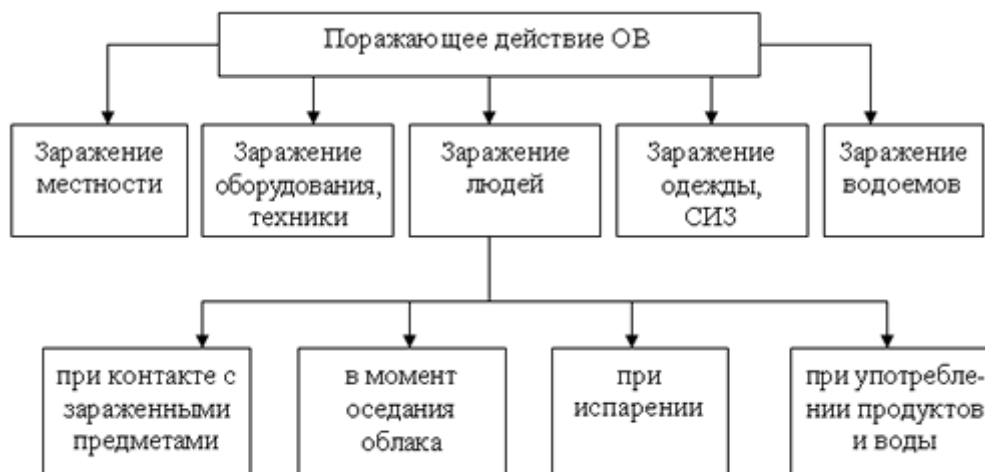 Поражающее действие ОВ
Заражение
местности
Заражение
оборудования,
техники
Заражение
людей
Заражение
одежды,
СИЗ
Заражение
водоемов
при контакте с
зараженными
предметами
в момент
оседания
облака
при
испарении
при употребле-
нии продуктов
и воды